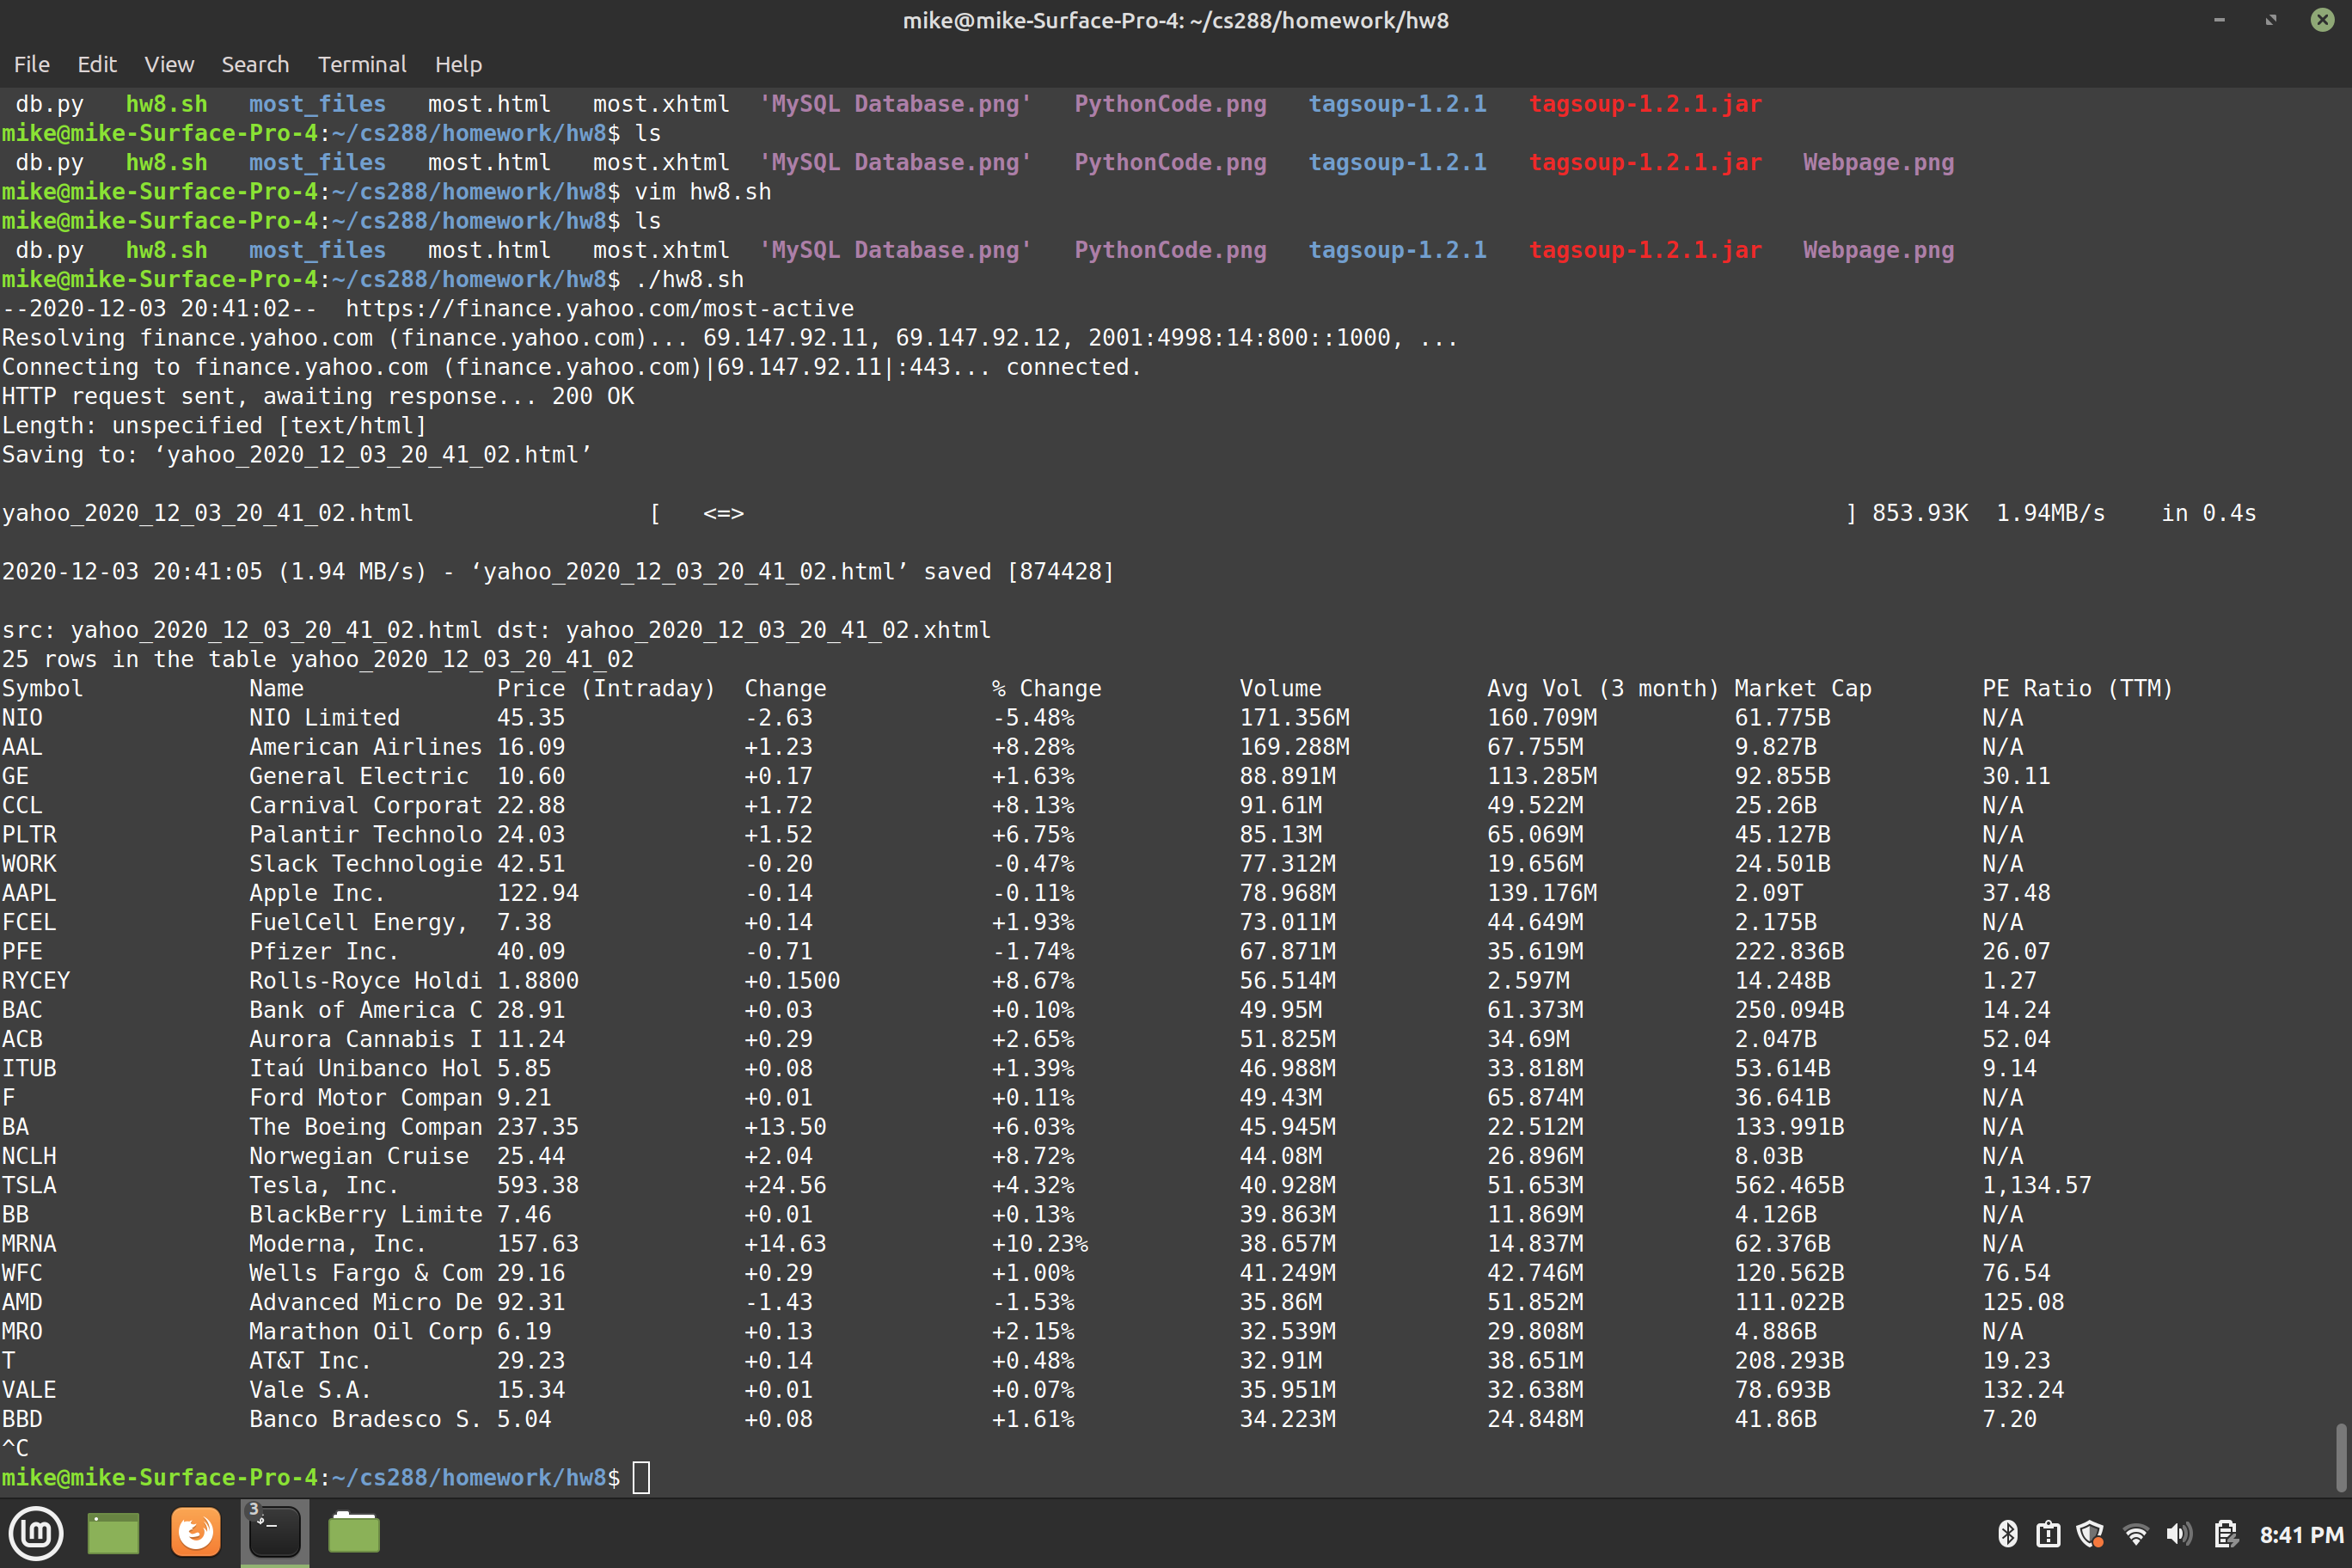 mike@mike-Surface-Pro-4: ~/cs288/homework/hw8
File Edit View Search Terminal Help
db.py hw8.sh most_files most.html most.xhtml 'MySQL Database.png' PythonCode.png tagsoup-1.2.1 tagsoup-1.2.1.jar
mike@mike-Surface-Pro-4:~/cs288/homework/hw8$ ls
db.py hw8.sh most_files most.html most.xhtml 'MySQL Database.png' PythonCode.png tagsoup-1.2.1 tagsoup-1.2.1.jar Webpage.png
mike@mike-Surface-Pro-4:~/cs288/homework/hw8$ vim hw8.sh
mike@mike-Surface-Pro-4:~/cs288/homework/hw8$ ls
db.py hw8.sh most_files most.html most.xhtml 'MySQL Database.png' PythonCode.png tagsoup-1.2.1 tagsoup-1.2.1.jar Webpage.png
mike@mike-Surface-Pro-4:~/cs288/homework/hw8$ ./hw8.sh
--2020-12-03 20:41:02-- https://finance.yahoo.com/most-active
Resolving finance.yahoo.com (finance.yahoo.com)... 69.147.92.11, 69.147.92.12, 2001:4998:14:800::1000, ...
Connecting to finance.yahoo.com (finance.yahoo.com)|69.147.92.11|:443... connected.
HTTP request sent, awaiting response... 200 OK
Length: unspecified [text/html]
Saving to: ‘yahoo_2020_12_03_20_41_02.html’
yahoo_2020_12_03_20_41_02.html [ <=> ] 853.93K 1.94MB/s in 0.4s
2020-12-03 20:41:05 (1.94 MB/s) - ‘yahoo_2020_12_03_20_41_02.html’ saved [874428]
src: yahoo_2020_12_03_20_41_02.html dst: yahoo_2020_12_03_20_41_02.xhtml
25 rows in the table yahoo_2020_12_03_20_41_02
Symbol Name Price (Intraday) Change % Change Volume Avg Vol (3 month) Market Cap PE Ratio (TTM)
NIO NIO Limited 45.35 -2.63 -5.48% 171.356M 160.709M 61.775B N/A
AAL American Airlines 16.09 +1.23 +8.28% 169.288M 67.755M 9.827B N/A
GE General Electric 10.60 +0.17 +1.63% 88.891M 113.285M 92.855B 30.11
CCL Carnival Corporat 22.88 +1.72 +8.13% 91.61M 49.522M 25.26B N/A
PLTR Palantir Technolo 24.03 +1.52 +6.75% 85.13M 65.069M 45.127B N/A
WORK Slack Technologie 42.51 -0.20 -0.47% 77.312M 19.656M 24.501B N/A
AAPL Apple Inc. 122.94 -0.14 -0.11% 78.968M 139.176M 2.09T 37.48
FCEL FuelCell Energy, 7.38 +0.14 +1.93% 73.011M 44.649M 2.175B N/A
PFE Pfizer Inc. 40.09 -0.71 -1.74% 67.871M 35.619M 222.836B 26.07
RYCEY Rolls-Royce Holdi 1.8800 +0.1500 +8.67% 56.514M 2.597M 14.248B 1.27
BAC Bank of America C 28.91 +0.03 +0.10% 49.95M 61.373M 250.094B 14.24
ACB Aurora Cannabis I 11.24 +0.29 +2.65% 51.825M 34.69M 2.047B 52.04
ITUB Itaú Unibanco Hol 5.85 +0.08 +1.39% 46.988M 33.818M 53.614B 9.14
F Ford Motor Compan 9.21 +0.01 +0.11% 49.43M 65.874M 36.641B N/A
BA The Boeing Compan 237.35 +13.50 +6.03% 45.945M 22.512M 133.991B N/A
NCLH Norwegian Cruise 25.44 +2.04 +8.72% 44.08M 26.896M 8.03B N/A
TSLA Tesla, Inc. 593.38 +24.56 +4.32% 40.928M 51.653M 562.465B 1,134.57
BB BlackBerry Limite 7.46 +0.01 +0.13% 39.863M 11.869M 4.126B N/A
MRNA Moderna, Inc. 157.63 +14.63 +10.23% 38.657M 14.837M 62.376B N/A
WFC Wells Fargo & Com 29.16 +0.29 +1.00% 41.249M 42.746M 120.562B 76.54
AMD Advanced Micro De 92.31 -1.43 -1.53% 35.86M 51.852M 111.022B 125.08
MRO Marathon Oil Corp 6.19 +0.13 +2.15% 32.539M 29.808M 4.886B N/A
T AT&T Inc. 29.23 +0.14 +0.48% 32.91M 38.651M 208.293B 19.23
VALE Vale S.A. 15.34 +0.01 +0.07% 35.951M 32.638M 78.693B 132.24
BBD Banco Bradesco S. 5.04 +0.08 +1.61% 34.223M 24.848M 41.86B 7.20
^C
mike@mike-Surface-Pro-4:~/cs288/homework/hw8$
3
8:41 PM